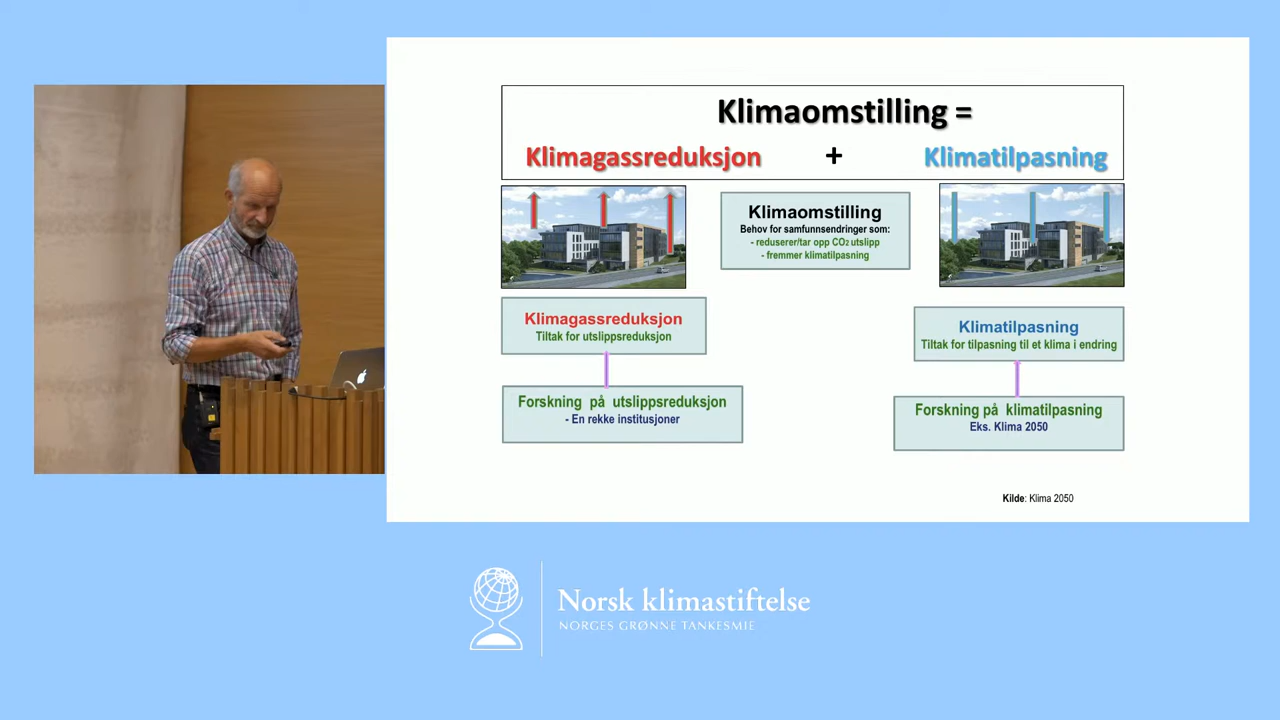 Klimaomstilling =
Klimagassreduksjon + Klimatilpasning
Klimaomstilling
Behov for samfunnsendringer som:
- reduserer/tar opp CO2 utslipp
- fremmer klimatilpasning
Klimagassreduksjon
Tiltak for utslippsreduksjon
Klimatilpasning
Tiltak for tilpasning til et klima i endring
Forskning på utslippsreduksjon
- En rekke institusjoner
Forskning på klimatilpasning
Eks. Klima 2050
Kilde: Klima 2050
Norsk klimastiftelse
NORGES GRØNNE TANKESMIE